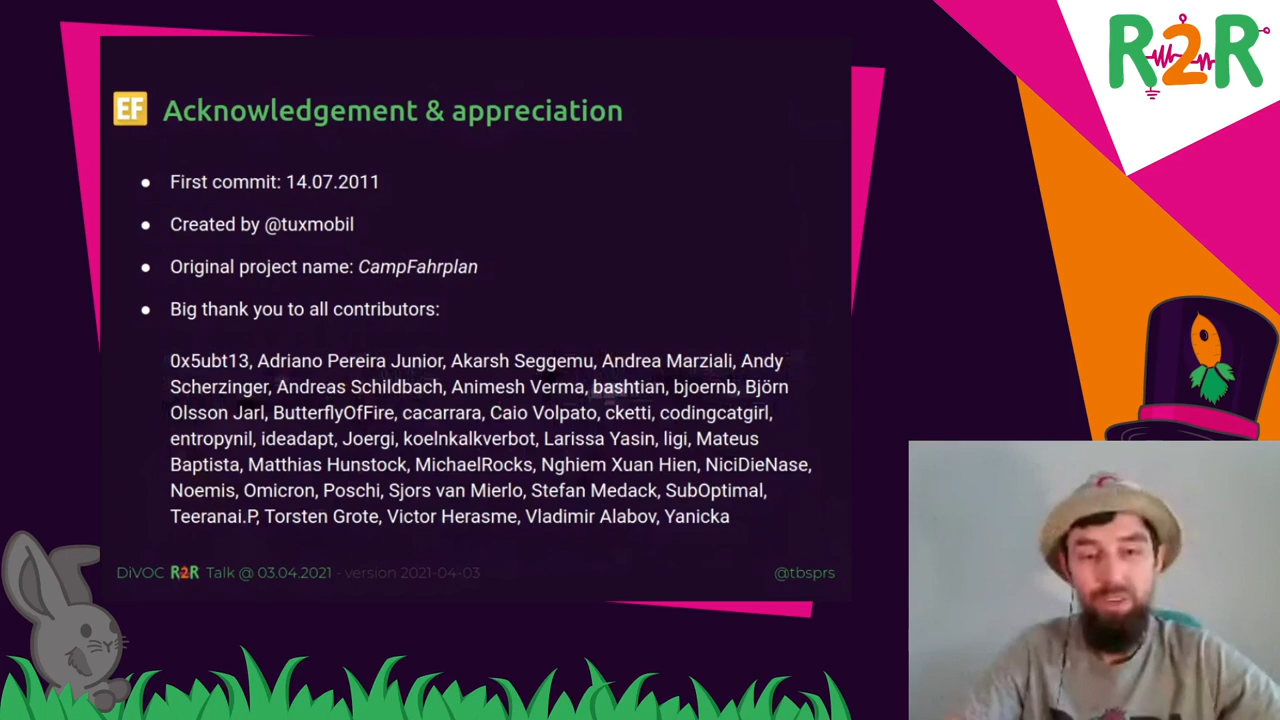 R2R
EF Acknowledgement & appreciation
● First commit: 14.07.2011
● Created by @tuxmobil
● Original project name: CampFahrplan
● Big thank you to all contributors:
0x5ubt13, Adriano Pereira Junior, Akarsh Seggemu, Andrea Marziali, Andy
Scherzinger, Andreas Schildbach, Animesh Verma, bashtian, bjoernb, Björn
Olsson Jarl, ButterflyOfFire, cacarrara, Caio Volpato, cketti, codingcatgirl,
entropynil, ideadapt, Joergi, koelnkalkverbot, Larissa Yasin, ligi, Mateus
Baptista, Matthias Hunstock, MichaelRocks, Nghiem Xuan Hien, NiciDieNase,
Noemis, Omicron, Poschi, Sjors van Mierlo, Stefan Medack, SubOptimal,
Teeranai.P, Torsten Grote, Victor Herasme, Vladimir Alabov, Yanicka
DiVOC R2R Talk @ 03.04.2021 - version 2021-04-03
@tbsprs